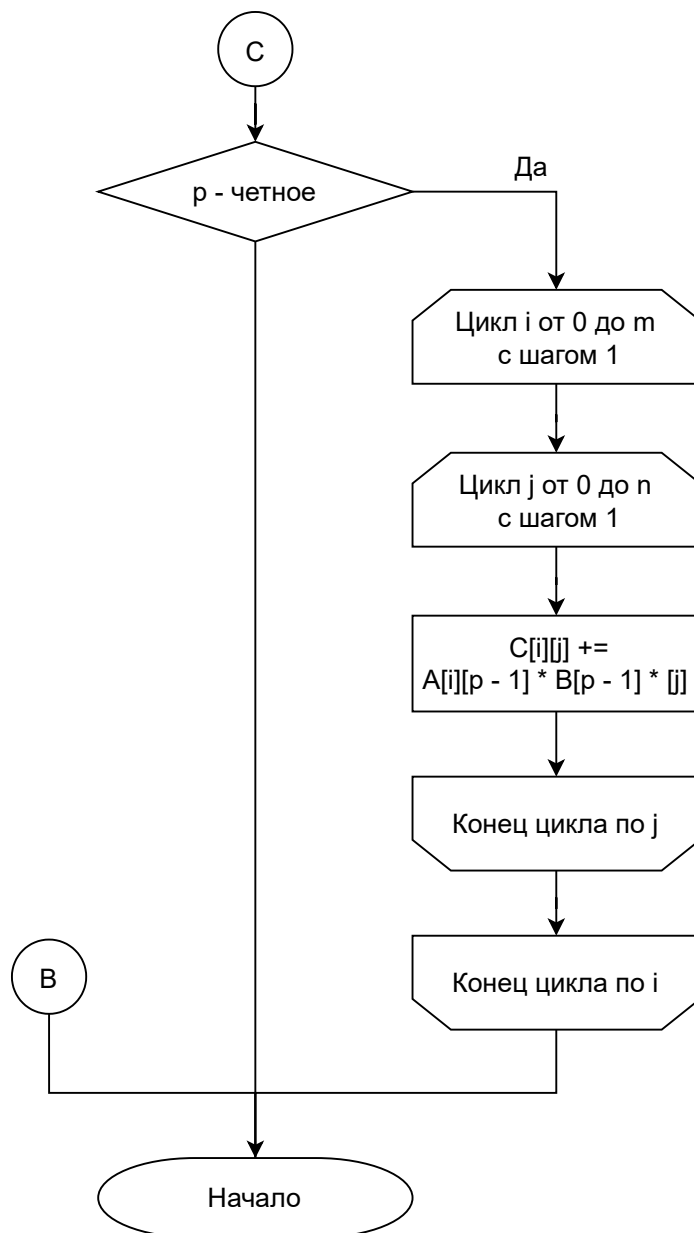 C
p - четное
Да
Цикл i от 0 до m
с шагом 1
Цикл j от 0 до n
с шагом 1
C[i][j] +=
A[i][p - 1] * B[p - 1] * [j]
Конец цикла по j
Конец цикла по i
B
Начало